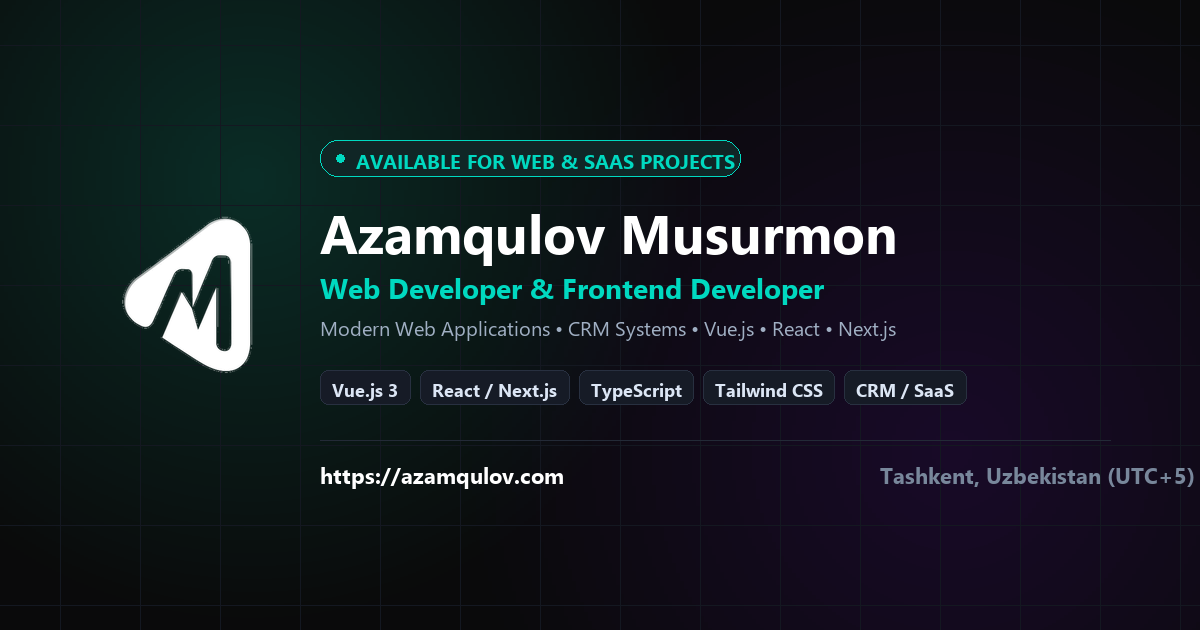 AVAILABLE FOR WEB & SAAS PROJECTS
M
Azamqulov Musurmon
Web Developer & Frontend Developer
Modern Web Applications • CRM Systems • Vue.js • React • Next.js
Vue.js 3 React / Next.js TypeScript Tailwind CSS CRM / SaaS
https://azamqulov.com Tashkent, Uzbekistan (UTC+5)